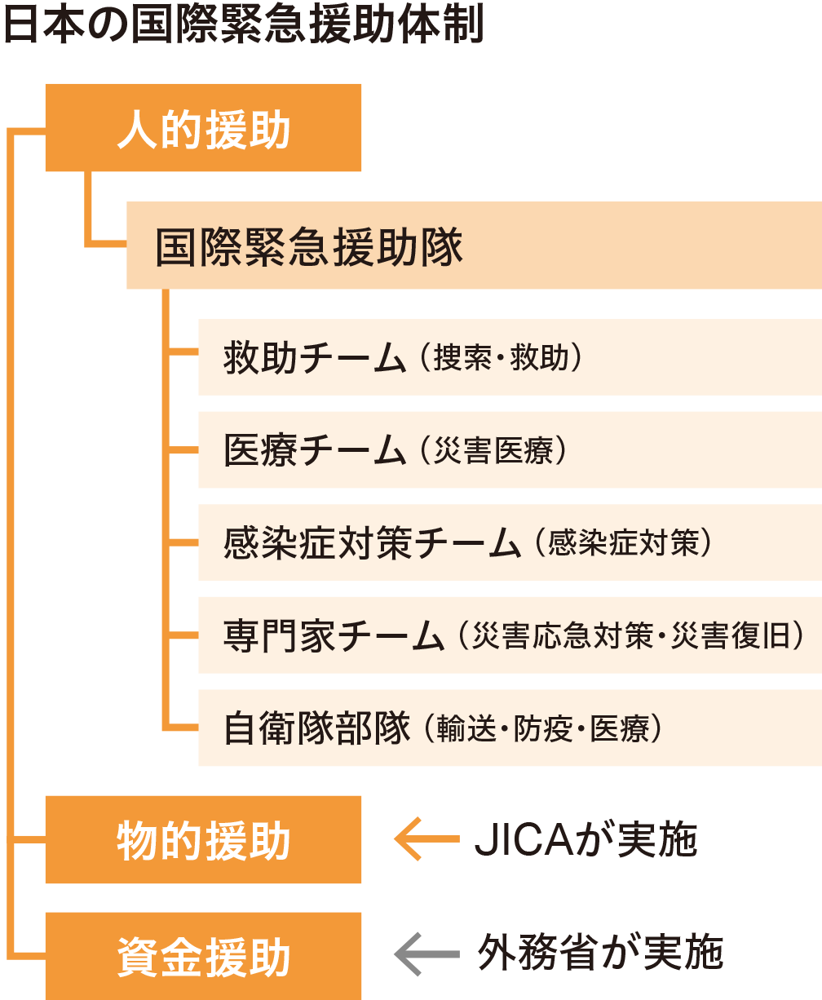 日本の国際緊急援助体制
人的援助
国際緊急援助隊
救助チーム（捜索・救助）
医療チーム（災害医療）
感染症対策チーム（感染症対策）
専門家チーム（災害応急対策・災害復旧）
自衛隊部隊（輸送・防疫・医療）
物的援助 ← JICAが実施
資金援助 ← 外務省が実施